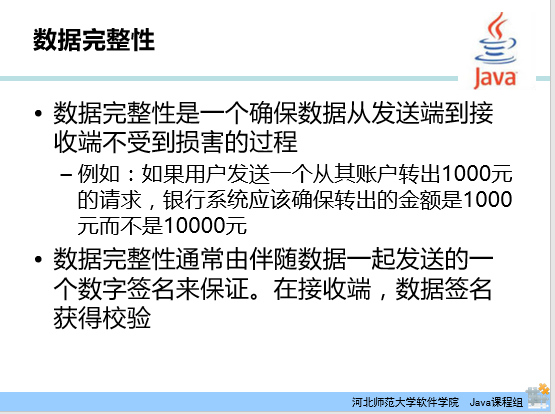 数据完整性
Java
• 数据完整性是一个确保数据从发送端到接
收端不受到损害的过程
– 例如：如果用户发送一个从其账户转出1000元
的请求，银行系统应该确保转出的金额是1000
元而不是10000元
• 数据完整性通常由伴随数据一起发送的一
个数字签名来保证。在接收端，数据签名
获得校验
河北师范大学软件学院 Java课程组